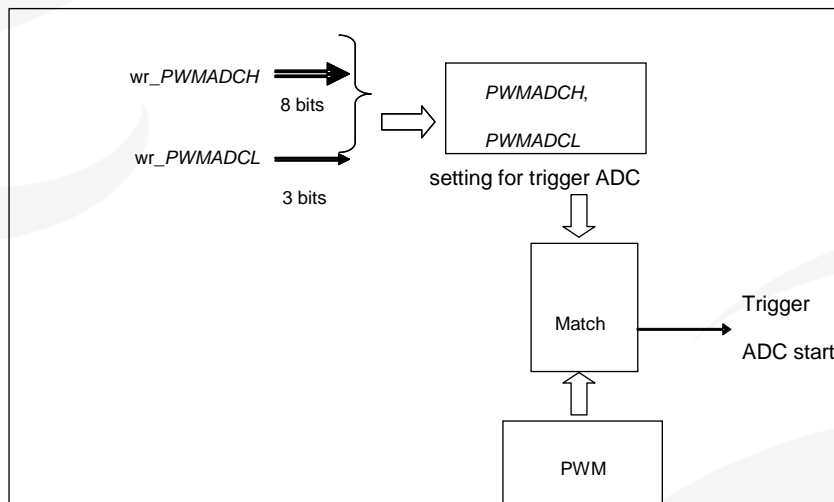 wr_PWMADCH
8 bits
wr_PWMADCL
3 bits
PWMADCH,
PWMADCL
setting for trigger ADC
Match
Trigger
ADC start
PWM